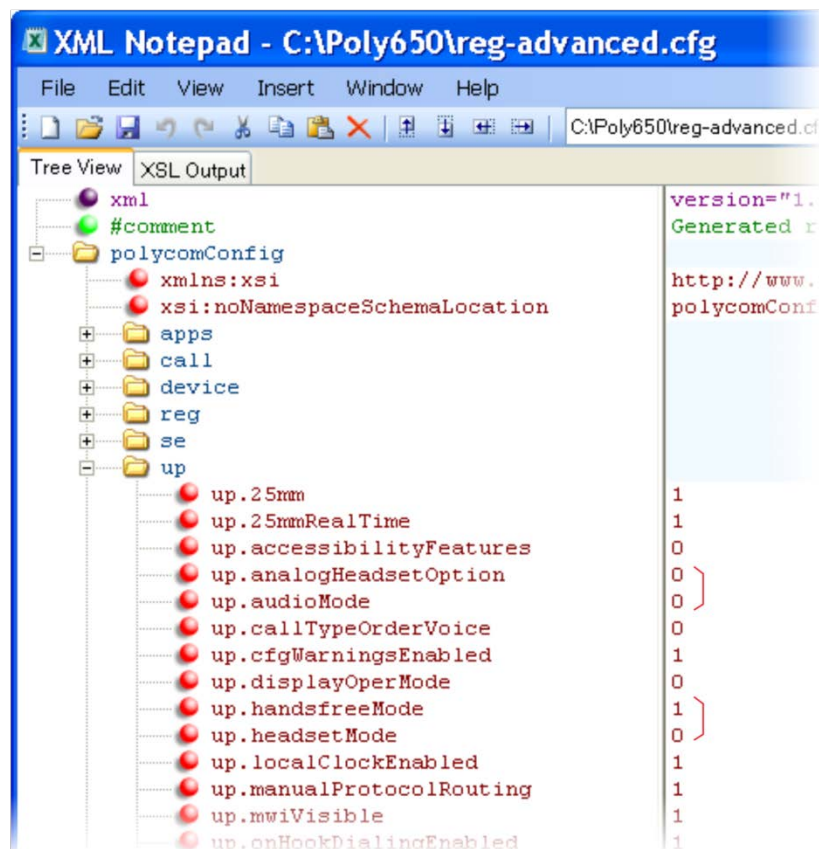 XML Notepad - C:\Poly650\reg-advanced.cfg
File Edit View Insert Window Help
C:\Poly650\reg-advanced.cf
Tree View XSL Output
xml version="1.
#comment Generated r
polycomConfig
xmlns:xsi http://www.
xsi:noNamespaceSchemaLocation polycomConf
apps
call
device
reg
se
up
up.25mm 1
up.25mmRealTime 1
up.accessibilityFeatures 0
up.analogHeadsetOption 0
up.audioMode 0
up.callTypeOrderVoice 0
up.cfgWarningsEnabled 1
up.displayOperMode 0
up.handsfreeMode 1
up.headsetMode 0
up.localClockEnabled 1
up.manualProtocolRouting 1
up.mwiVisible 1
up.onHookDialingEnabled 1